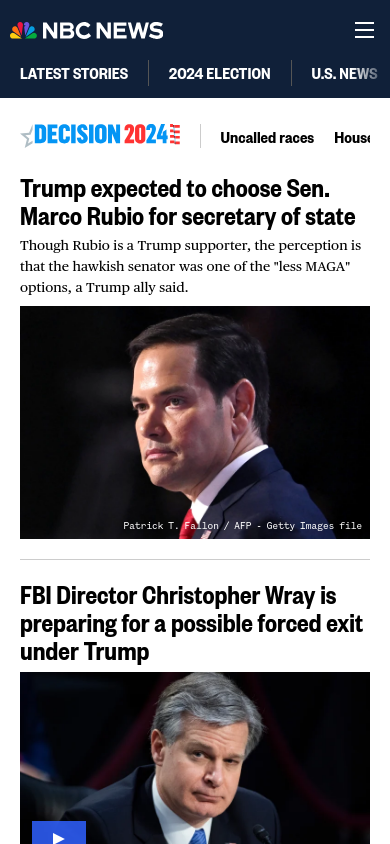 NBC NEWS
LATEST STORIES
2024 ELECTION
U.S. NEWS
DECISION 2024
Uncalled races
House
Trump expected to choose Sen.
Marco Rubio for secretary of state
Though Rubio is a Trump supporter, the perception is
that the hawkish senator was one of the "less MAGA"
options, a Trump ally said.
Patrick T. Fallon / AFP - Getty Images file
FBI Director Christopher Wray is
preparing for a possible forced exit
under Trump